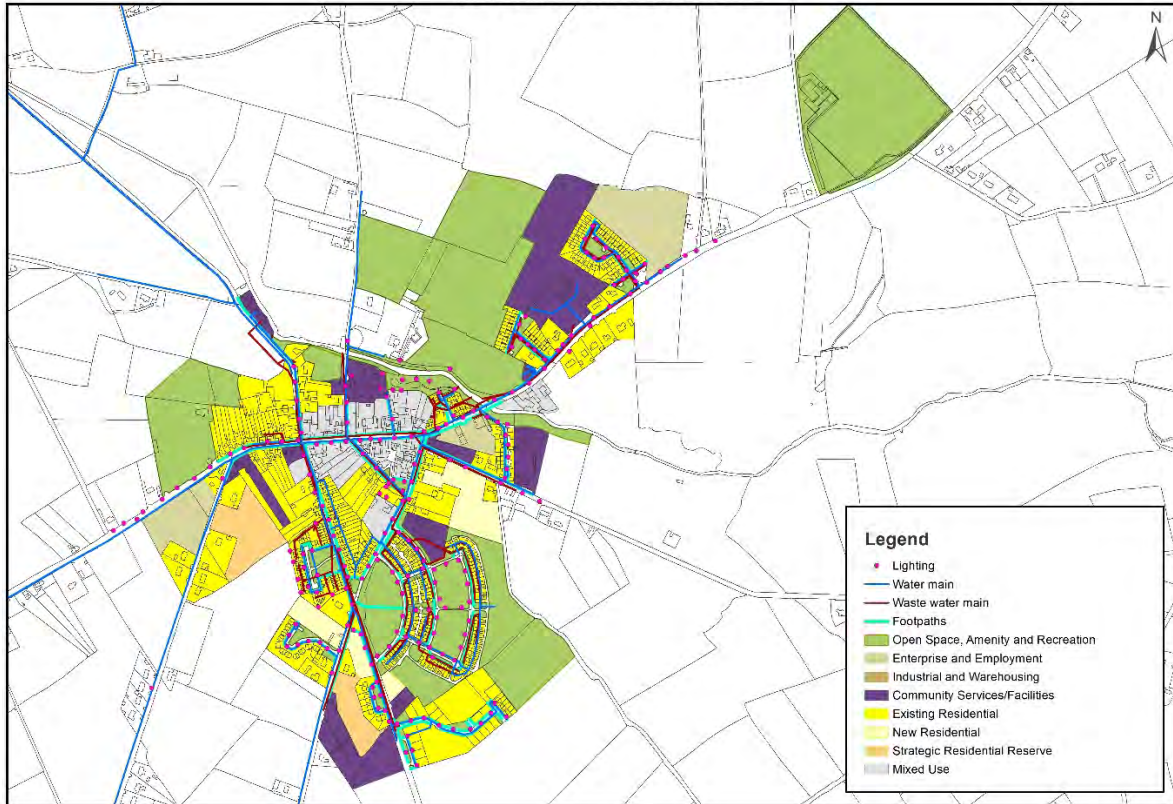 N
Legend
Lighting
Water main
Waste water main
Footpaths
Open Space, Amenity and Recreation
Enterprise and Employment
Industrial and Warehousing
Community Services/Facilities
Existing Residential
New Residential
Strategic Residential Reserve
Mixed Use